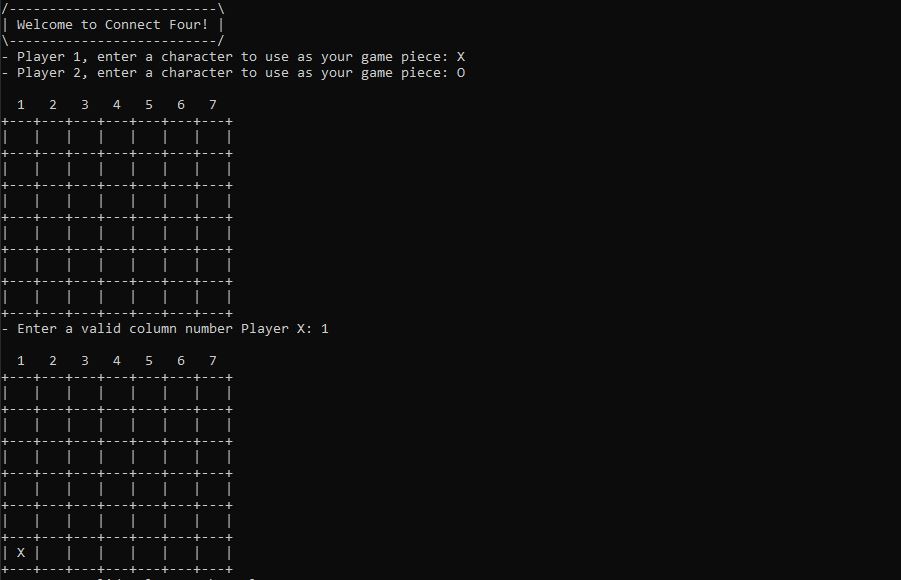 /--------------------------\
| Welcome to Connect Four! |
\--------------------------/
- Player 1, enter a character to use as your game piece: X
- Player 2, enter a character to use as your game piece: O

  1   2   3   4   5   6   7
+---+---+---+---+---+---+---+
|   |   |   |   |   |   |   |
+---+---+---+---+---+---+---+
|   |   |   |   |   |   |   |
+---+---+---+---+---+---+---+
|   |   |   |   |   |   |   |
+---+---+---+---+---+---+---+
|   |   |   |   |   |   |   |
+---+---+---+---+---+---+---+
|   |   |   |   |   |   |   |
+---+---+---+---+---+---+---+
|   |   |   |   |   |   |   |
+---+---+---+---+---+---+---+
- Enter a valid column number Player X: 1

  1   2   3   4   5   6   7
+---+---+---+---+---+---+---+
|   |   |   |   |   |   |   |
+---+---+---+---+---+---+---+
|   |   |   |   |   |   |   |
+---+---+---+---+---+---+---+
|   |   |   |   |   |   |   |
+---+---+---+---+---+---+---+
|   |   |   |   |   |   |   |
+---+---+---+---+---+---+---+
|   |   |   |   |   |   |   |
+---+---+---+---+---+---+---+
| X |   |   |   |   |   |   |
+---+---+---+---+---+---+---+